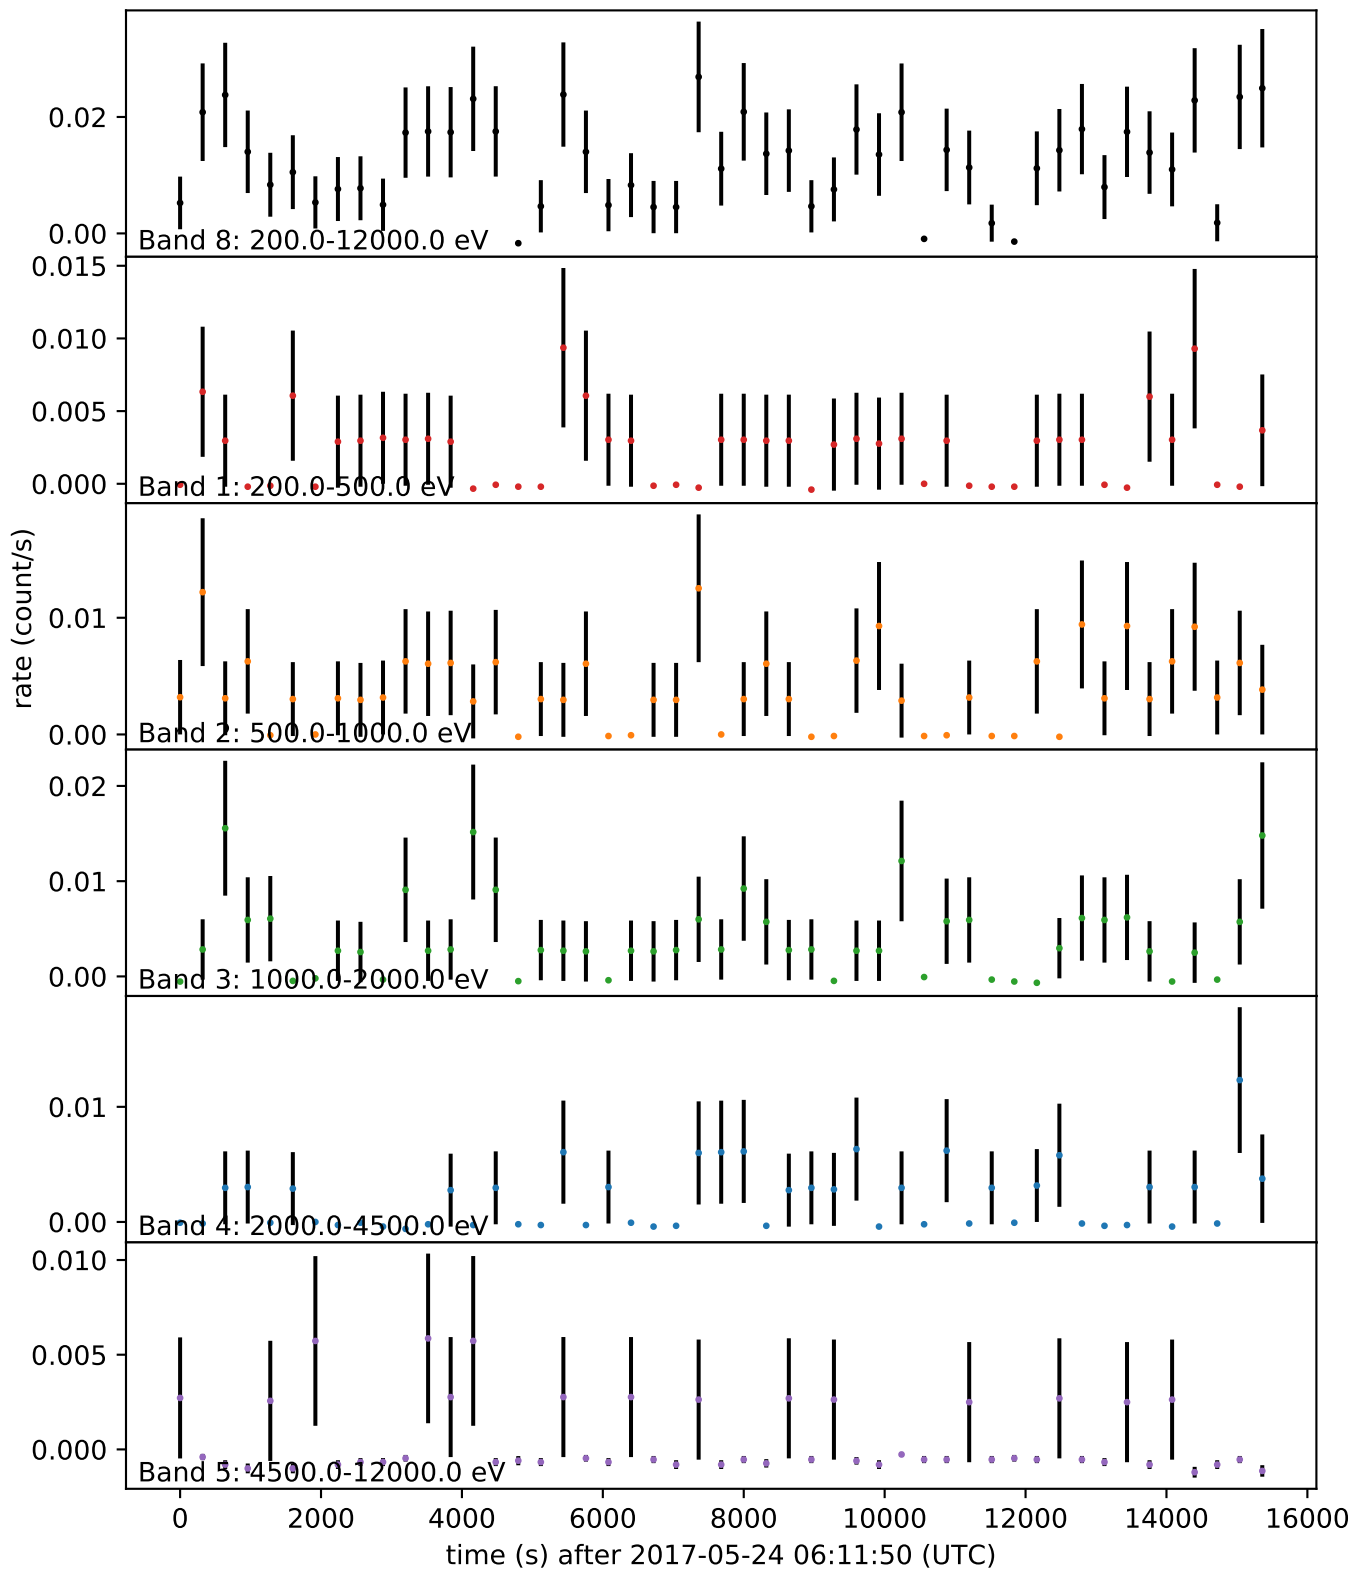 0.02
0.00
Band 8: 200.0-12000.0 eV
0.015
0.010
0.005
0.000
Band 1: 200.0-500.0 eV
rate (count/s)
0.01
0.00
Band 2: 500.0-1000.0 eV
0.02
0.01
0.00
Band 3: 1000.0-2000.0 eV
0.01
0.00
Band 4: 2000.0-4500.0 eV
0.010
0.005
0.000
Band 5: 4500.0-12000.0 eV
0 2000 4000 6000 8000 10000 12000 14000 16000
time (s) after 2017-05-24 06:11:50 (UTC)